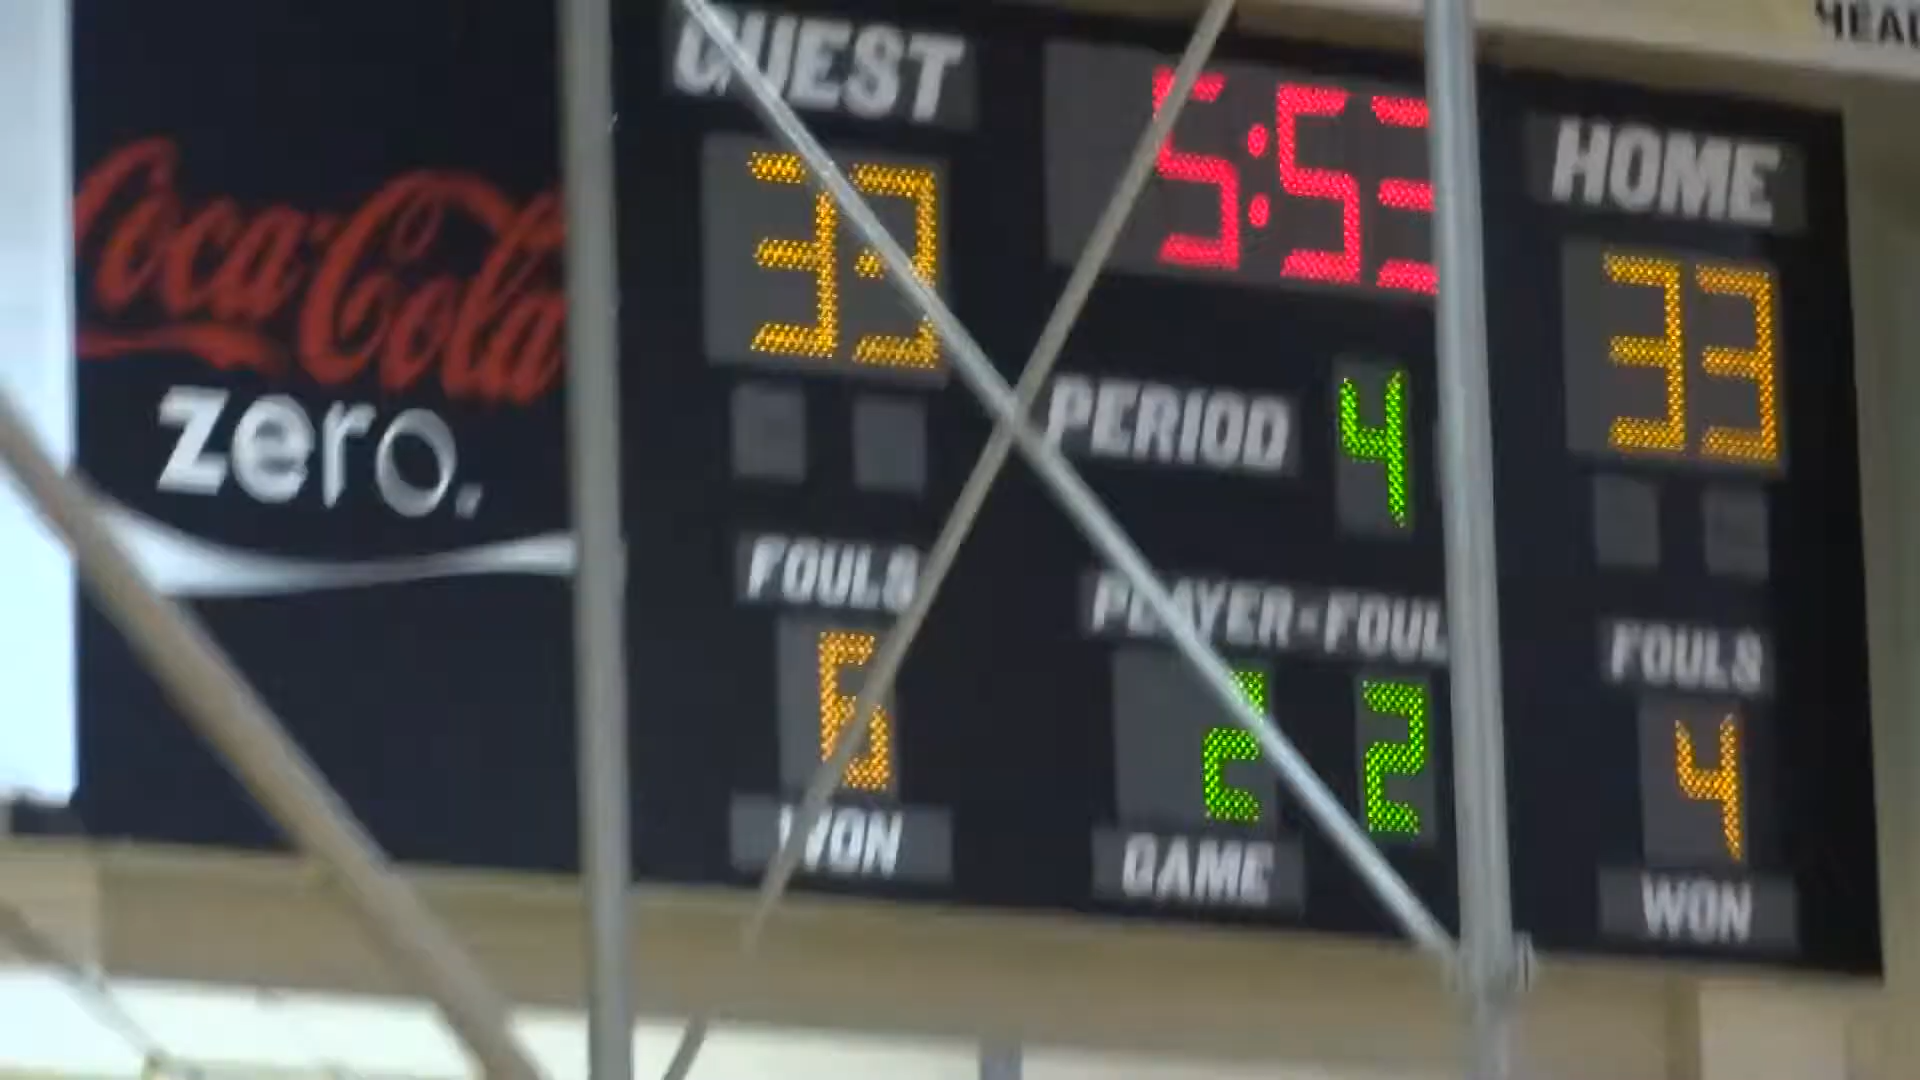 HEAL
GUEST
5:53
HOME
Coca-Cola
zero.
33
33
PERIOD 4
FOULS
PLAYER-FOUL
FOULS
2 2
4
WON
GAME
WON